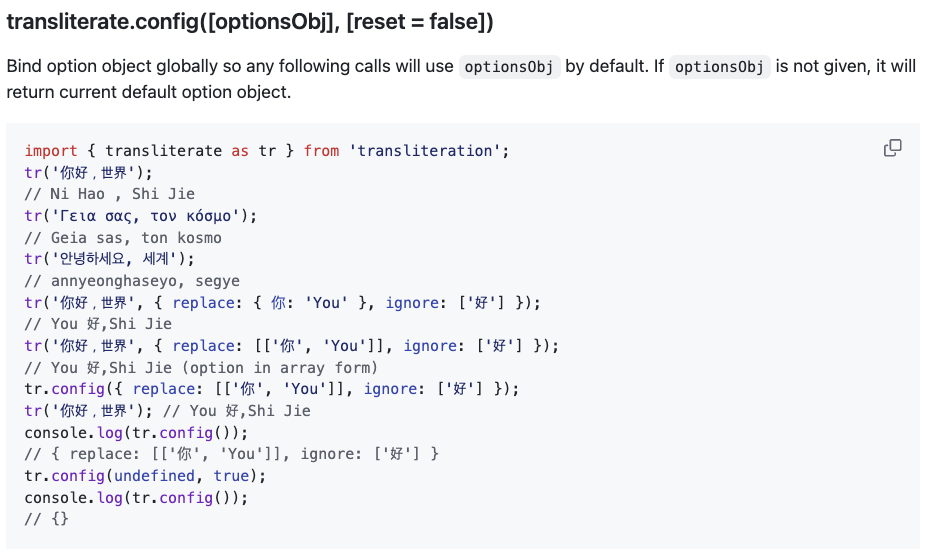 transliterate.config([optionsObj], [reset = false])
Bind option object globally so any following calls will use optionsObj by default. If optionsObj is not given, it will
return current default option object.
import { transliterate as tr } from 'transliteration';
tr('你好，世界');
// Ni Hao , Shi Jie
tr('Γεια σας, τον κόσμο');
// Geia sas, ton kosmo
tr('안녕하세요, 세계');
// annyeonghaseyo, segye
tr('你好，世界', { replace: { 你: 'You' }, ignore: ['好'] });
// You 好,Shi Jie
tr('你好，世界', { replace: [['你', 'You']], ignore: ['好'] });
// You 好,Shi Jie (option in array form)
tr.config({ replace: [['你', 'You']], ignore: ['好'] });
tr('你好，世界'); // You 好,Shi Jie
console.log(tr.config());
// { replace: [['你', 'You']], ignore: ['好'] }
tr.config(undefined, true);
console.log(tr.config());
// {}